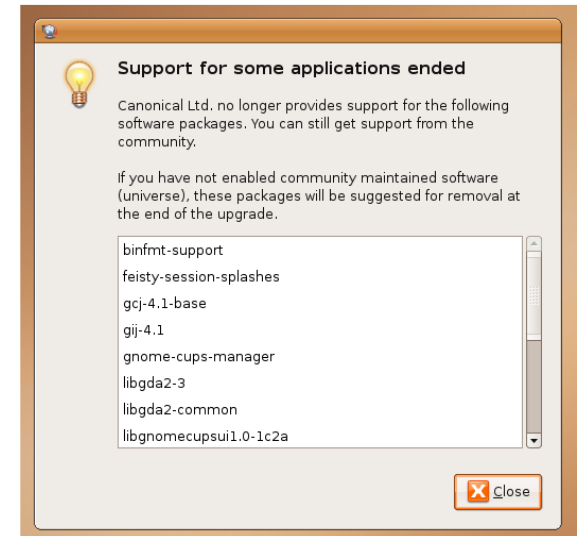 Support for some applications ended
Canonical Ltd. no longer provides support for the following
software packages. You can still get support from the
community.
If you have not enabled community maintained software
(universe), these packages will be suggested for removal at
the end of the upgrade.
binfmt-support
feisty-session-splashes
gcj-4.1-base
gij-4.1
gnome-cups-manager
libgda2-3
libgda2-common
libgnomecupsui1.0-1c2a
Close